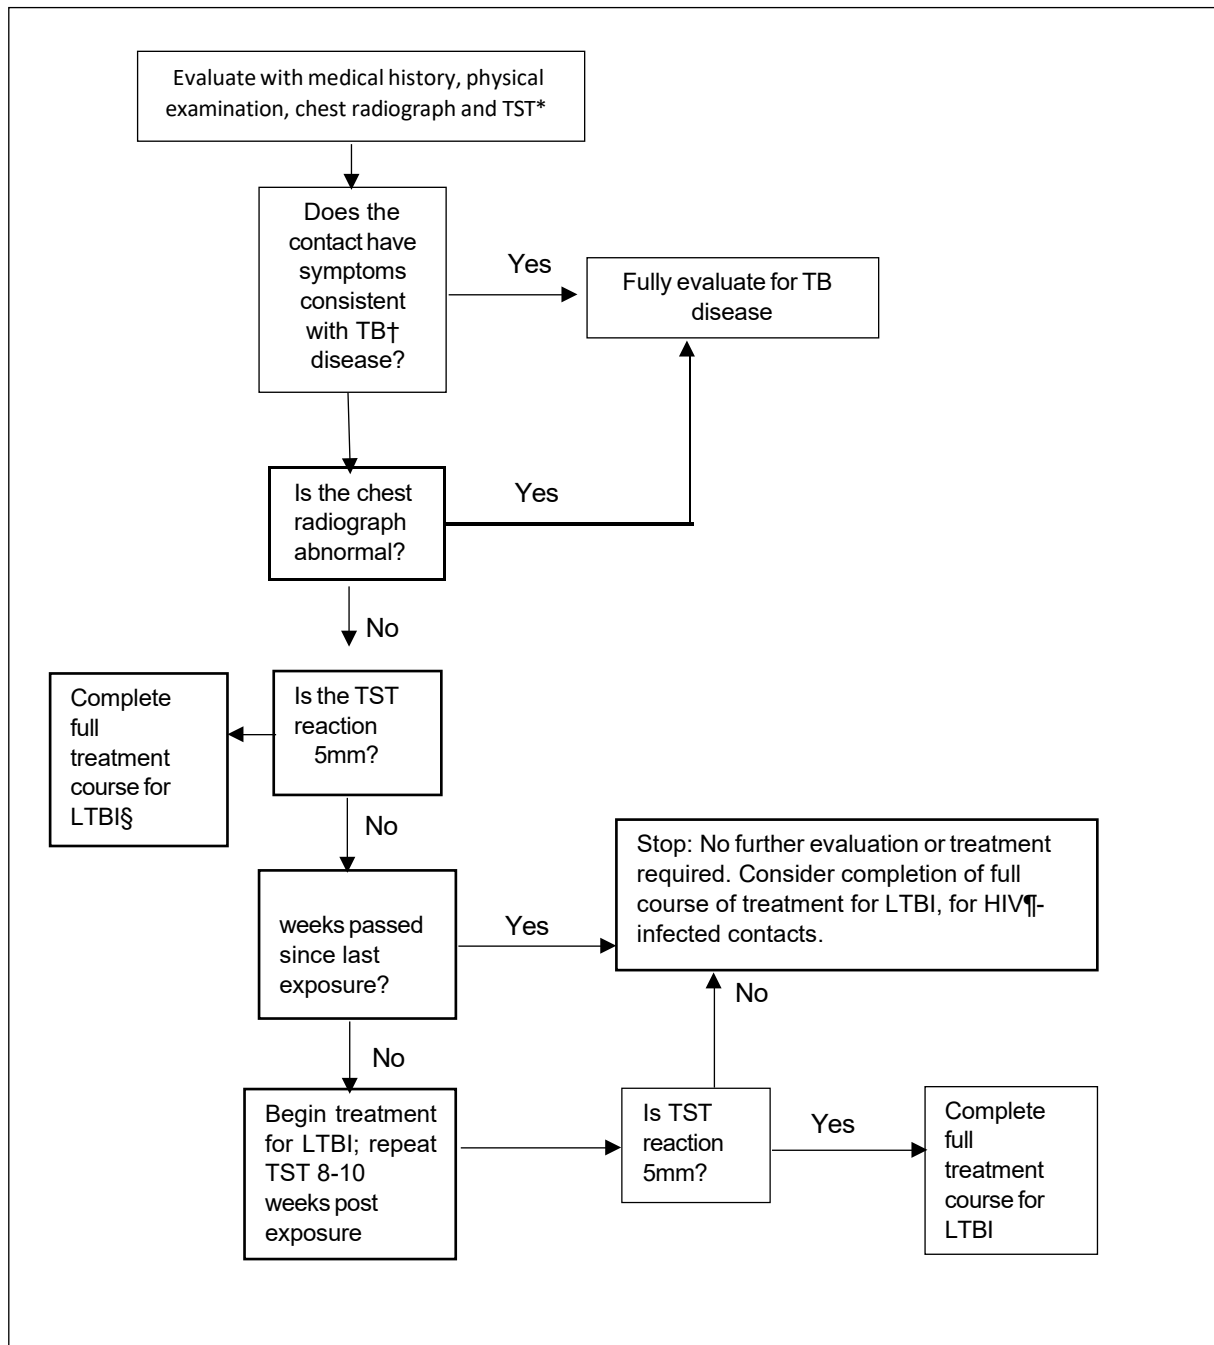 Evaluate with medical history, physical
examination, chest radiograph and TST*
Does the
contact have
symptoms
consistent
with TB†
disease?
Yes
Fully evaluate for TB
disease
Is the chest
radiograph
abnormal?
Yes
No
Complete
full
treatment
course for
LTBI§
Is the TST
reaction
5mm?
No
weeks passed
since last
exposure?
Yes
Stop: No further evaluation or treatment
required. Consider completion of full
course of treatment for LTBI, for HIV¶-
infected contacts.
No
No
Begin treatment
for LTBI; repeat
TST 8-10
weeks post
exposure
Is TST
reaction
5mm?
Yes
Complete
full
treatment
course for
LTBI